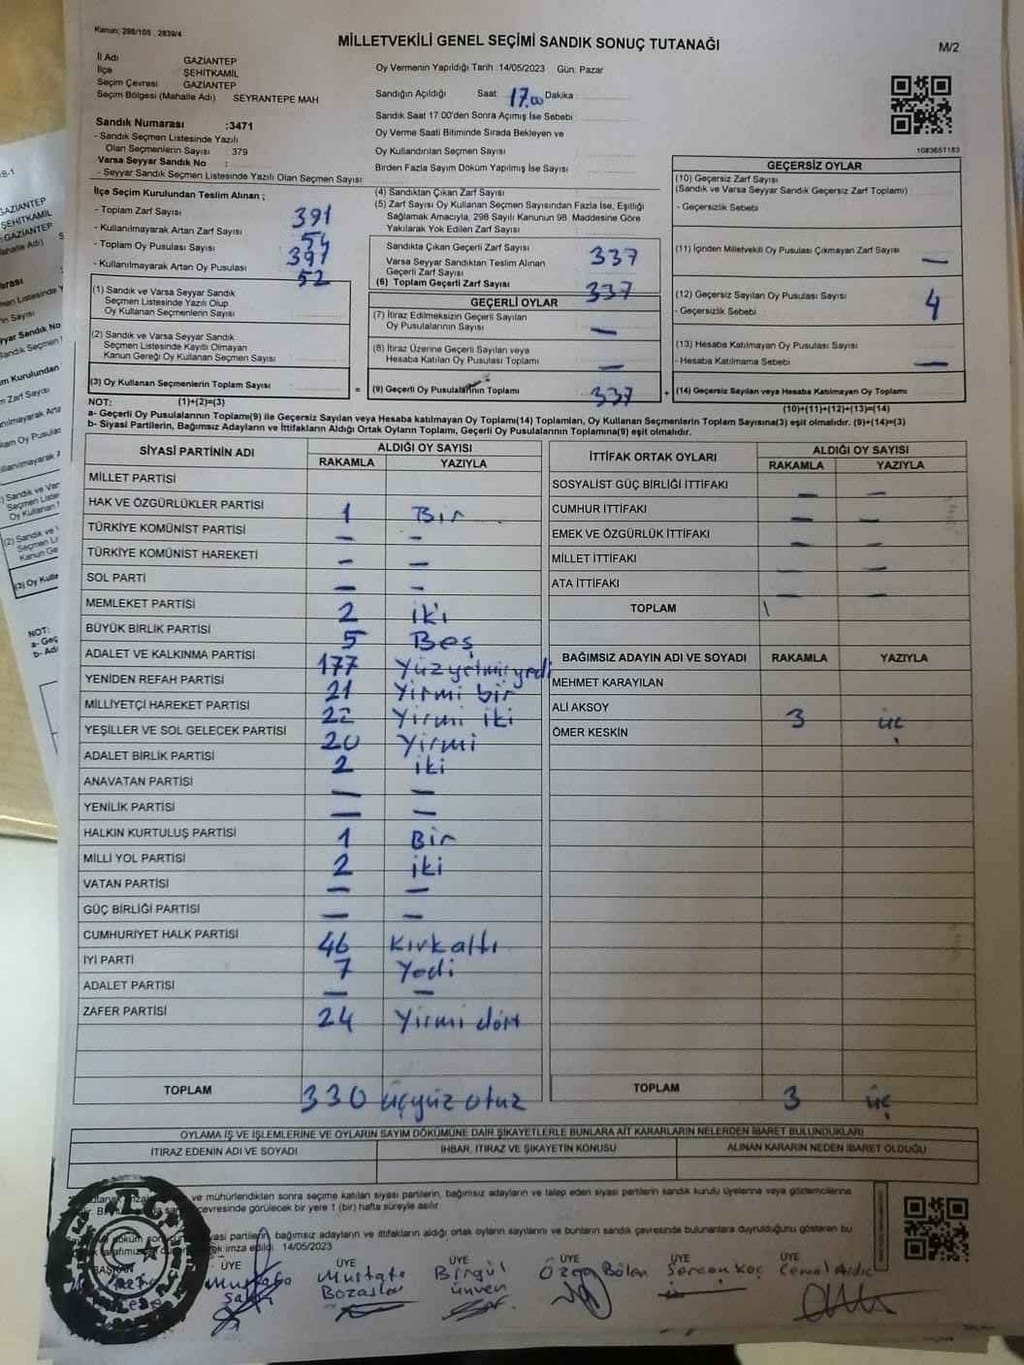 Kanun: 298/105 , 2839/4
MİLLETVEKİLİ GENEL SEÇİMİ SANDIK SONUÇ TUTANAĞI
M/2
İl Adı GAZİANTEP
İlçe ŞEHİTKAMİL
Seçim Çevresi GAZİANTEP
Seçim Bölgesi (Mahalle Adı) SEYRANTEPE MAH
Oy Vermenin Yapıldığı Tarih :14/05/2023 Gün: Pazar
Sandığın Açıldığı Saat 17.00 Dakika
Sandık Saat 17 00'den Sonra Açımış İse Sebebi
Oy Verme Saati Bitiminde Sırada Bekleyen ve
Oy Kullandırılan Seçmen Sayısı
Birden Fazla Sayım Döküm Yapılmış İse Sayısı
Sandık Numarası :3471
- Sandık Seçmen Listesinde Yazılı
Olan Seçmenlerin Sayısı : 379
Varsa Seyyar Sandık No :
- Seyyar Sandık Seçmen Listesinde Yazılı Olan Seçmen Sayısı:
İlçe Seçim Kurulundan Teslim Alınan ;
- Toplam Zarf Sayısı 391
- Kullanılmayarak Artan Zarf Sayısı 54
- Toplam Oy Pusulası Sayısı 391
- Kullanılmayarak Artan Oy Pusulası 52
(1) Sandık ve Varsa Seyyar Sandık
Seçmen Listesinde Yazılı Olup
Oy Kullanan Seçmenlerin Sayısı
(2) Sandık ve Varsa Seyyar Sandık
Seçmen Listesinde Kayıtlı Olmayan
Kanun Gereği Oy Kullanan Seçmen Sayısı
(3) Oy Kullanan Seçmenlerin Toplam Sayısı
(1)+(2)=(3)
(4) Sandıktan Çıkan Zarf Sayısı
(5) Zarf Sayısı Oy Kullanan Seçmen Sayısından Fazla İse, Eşitliği
Sağlamak Amacıyla, 298 Sayılı Kanunun 98. Maddesine Göre
Yakılarak Yok Edilen Zarf Sayısı
Sandıkta Çıkan Geçerli Zarf Sayısı 337
Varsa Seyyar Sandıktan Teslim Alınan
Geçerli Zarf Sayısı
(6) Toplam Geçerli Zarf Sayısı 337
GEÇERLİ OYLAR
(7) İtiraz Edilmeksizin Geçerli Sayılan
Oy Pusulalarının Sayısı —
(8) İtiraz Üzerine Geçerli Sayılan veya
Hesaba Katılan Oy Pusulası Toplamı —
= (9) Geçerli Oy Pusulalarının Toplamı 337 +
1083651183
GEÇERSİZ OYLAR
(10) Geçersiz Zarf Sayısı
(Sandık ve Varsa Seyyar Sandık Geçersiz Zarf Toplamı)
- Geçersizlik Sebebi
(11) İçinden Milletvekili Oy Pusulası Çıkmayan Zarf Sayısı —
(12) Geçersiz Sayılan Oy Pusulası Sayısı 4
- Geçersizlik Sebebi
(13) Hesaba Katılmayan Oy Pusulası Sayısı
- Hesaba Katılmama Sebebi —
(14) Geçersiz Sayılan veya Hesaba Katılmayan Oy Toplamı
(10)+(11)+(12)+(13)=(14)
NOT:
a- Geçerli Oy Pusulalarının Toplamı(9) ile Geçersiz Sayılan veya Hesaba katılmayan Oy Toplamı(14) Toplamları, Oy Kullanan Seçmenlerin Toplam Sayısına(3) eşit olmalıdır. (9)+(14)=(3)
b- Siyasi Partilerin, Bağımsız Adayların ve İttifakların Aldığı Ortak Oyların Toplamı, Geçerli Oy Pusulalarının Toplamına(9) eşit olmalıdır.
SİYASİ PARTİNİN ADI ALDIĞI OY SAYISI
RAKAMLA YAZIYLA
MİLLET PARTİSİ
HAK VE ÖZGÜRLÜKLER PARTİSİ 1 Bir
TÜRKİYE KOMÜNİST PARTİSİ — —
TÜRKİYE KOMÜNİST HAREKETİ — —
SOL PARTİ — —
MEMLEKET PARTİSİ 2 iki
BÜYÜK BİRLİK PARTİSİ 5 Beş
ADALET VE KALKINMA PARTİSİ 177 Yüzyetmişyedi
YENİDEN REFAH PARTİSİ 21 Yirmi bir
MİLLİYETÇİ HAREKET PARTİSİ 22 Yirmi iki
YEŞİLLER VE SOL GELECEK PARTİSİ 20 Yirmi
ADALET BİRLİK PARTİSİ 2 iki
ANAVATAN PARTİSİ — —
YENİLİK PARTİSİ — —
HALKIN KURTULUŞ PARTİSİ 1 Bir
MİLLİ YOL PARTİSİ 2 iki
VATAN PARTİSİ — —
GÜÇ BİRLİĞİ PARTİSİ — —
CUMHURİYET HALK PARTİSİ 46 Kırkaltı
İYİ PARTİ 7 Yedi
ADALET PARTİSİ — —
ZAFER PARTİSİ 24 Yirmi dört
TOPLAM 330 üçyüz otuz
İTTİFAK ORTAK OYLARI ALDIĞI OY SAYISI
RAKAMLA YAZIYLA
SOSYALİST GÜÇ BİRLİĞİ İTTİFAKI — —
CUMHUR İTTİFAKI — —
EMEK VE ÖZGÜRLÜK İTTİFAKI — —
MİLLET İTTİFAKI — —
ATA İTTİFAKI — —
TOPLAM \
BAĞIMSIZ ADAYIN ADI VE SOYADI RAKAMLA YAZIYLA
MEHMET KARAYILAN
ALİ AKSOY 3 üç
ÖMER KESKİN
TOPLAM 3 üç
OYLAMA İŞ VE İŞLEMLERİNE VE OYLARIN SAYIM DÖKÜMÜNE DAİR ŞİKAYETLERLE BUNLARA AİT KARARLARIN NELERDEN İBARET BULUNDUKLARI
İTİRAZ EDENİN ADI VE SOYADI İHBAR, İTİRAZ VE ŞİKAYETİN KONUSU ALINAN KARARIN NEDEN İBARET OLDUĞU
ve mühürlendikten sonra seçime katılan siyasi partilerin, bağımsız adayların ve talep eden siyasi partilerin sandık kurulu üyelerine veya gözlemcilerine
çevresinde görülecek bir yere 1 (bir) hafta süreyle asılır.
partilerin, bağımsız adayların ve ittifakların aldığı ortak oyların sayılarını ve bunların sandık çevresinde bulunanlara duyurulduğunu gösteren bu
imza edildi. 14/05/2023
BAŞKAN ÜYE ÜYE ÜYE ÜYE ÜYE ÜYE
Mustafa Mustafa Birgül Özge Bölen Sercan Koç Cemal
Bozaslan Ünven